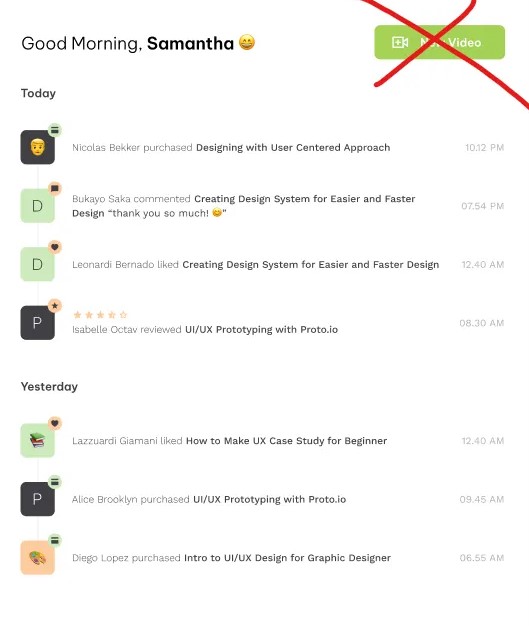 Good Morning, Samantha 😄
New Video
Today
Nicolas Bekker purchased Designing with User Centered Approach
10.12 PM
D
Bukayo Saka commented Creating Design System for Easier and Faster
Design “thank you so much! 😄”
07.54 PM
D
Leonardi Bernado liked Creating Design System for Easier and Faster Design
12.40 AM
P
Isabelle Octav reviewed UI/UX Prototyping with Proto.io
08.30 AM
Yesterday
Lazzuardi Giamani liked How to Make UX Case Study for Beginner
12.40 AM
P
Alice Brooklyn purchased UI/UX Prototyping with Proto.io
09.45 AM
Diego Lopez purchased Intro to UI/UX Design for Graphic Designer
06.55 AM